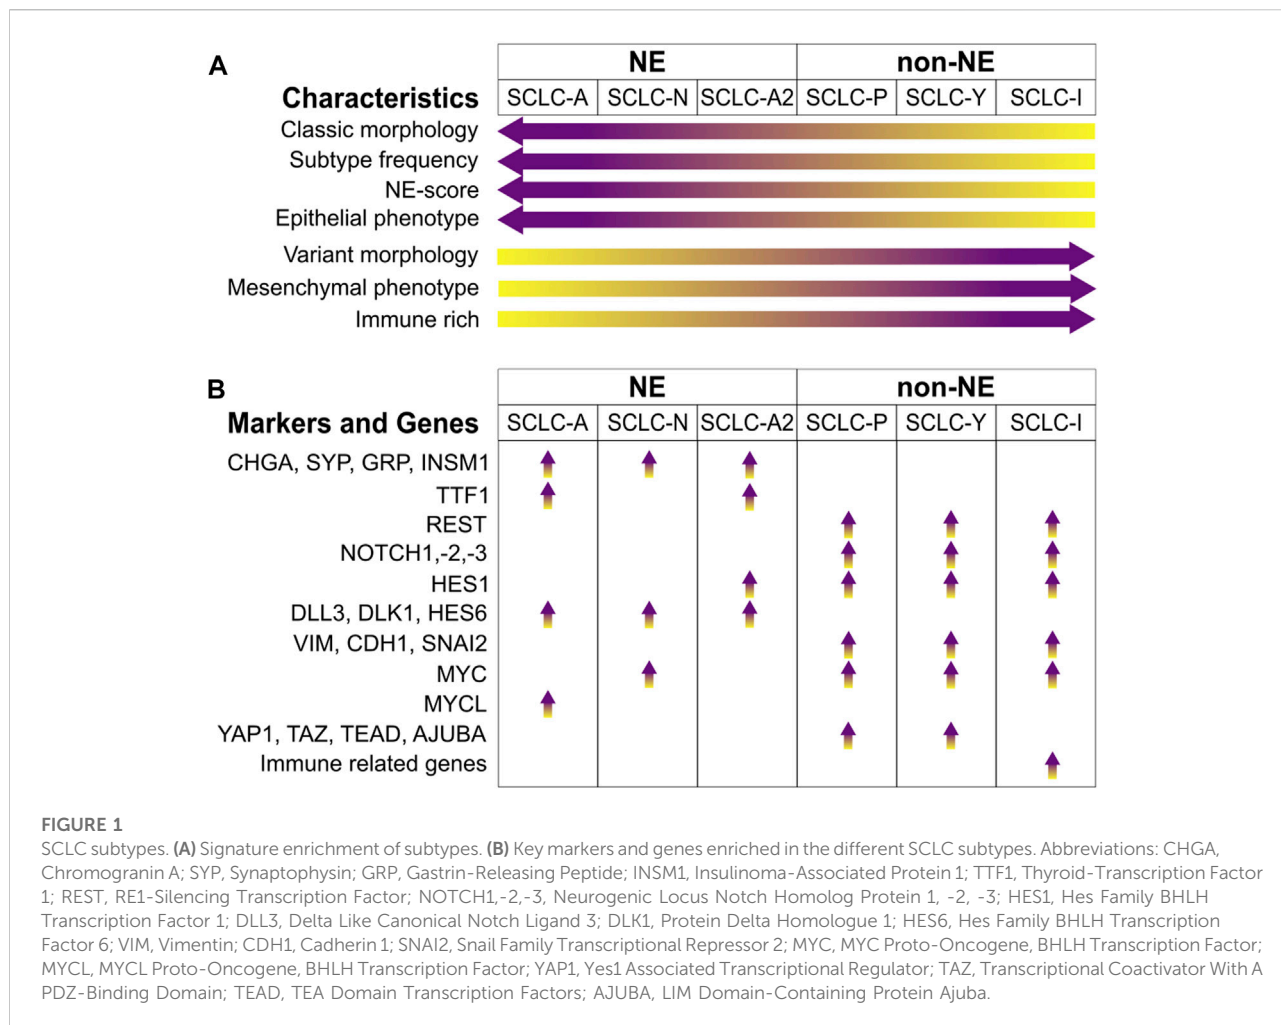 A
NE
non-NE
Characteristics
SCLC-A
SCLC-N
SCLC-A2
SCLC-P
SCLC-Y
SCLC-I
Classic morphology
Subtype frequency
NE-score
Epithelial phenotype
Variant morphology
Mesenchymal phenotype
Immune rich
B
NE
non-NE
Markers and Genes
SCLC-A
SCLC-N
SCLC-A2
SCLC-P
SCLC-Y
SCLC-I
CHGA, SYP, GRP, INSM1
TTF1
REST
NOTCH1,-2,-3
HES1
DLL3, DLK1, HES6
VIM, CDH1, SNAI2
MYC
MYCL
YAP1, TAZ, TEAD, AJUBA
Immune related genes
FIGURE 1
SCLC subtypes. (A) Signature enrichment of subtypes. (B) Key markers and genes enriched in the different SCLC subtypes. Abbreviations: CHGA,
Chromogranin A; SYP, Synaptophysin; GRP, Gastrin-Releasing Peptide; INSM1, Insulinoma-Associated Protein 1; TTF1, Thyroid-Transcription Factor
1; REST, RE1-Silencing Transcription Factor; NOTCH1,-2,-3, Neurogenic Locus Notch Homolog Protein 1, -2, -3; HES1, Hes Family BHLH
Transcription Factor 1; DLL3, Delta Like Canonical Notch Ligand 3; DLK1, Protein Delta Homologue 1; HES6, Hes Family BHLH Transcription
Factor 6; VIM, Vimentin; CDH1, Cadherin 1; SNAI2, Snail Family Transcriptional Repressor 2; MYC, MYC Proto-Oncogene, BHLH Transcription Factor;
MYCL, MYCL Proto-Oncogene, BHLH Transcription Factor; YAP1, Yes1 Associated Transcriptional Regulator; TAZ, Transcriptional Coactivator With A
PDZ-Binding Domain; TEAD, TEA Domain Transcription Factors; AJUBA, LIM Domain-Containing Protein Ajuba.